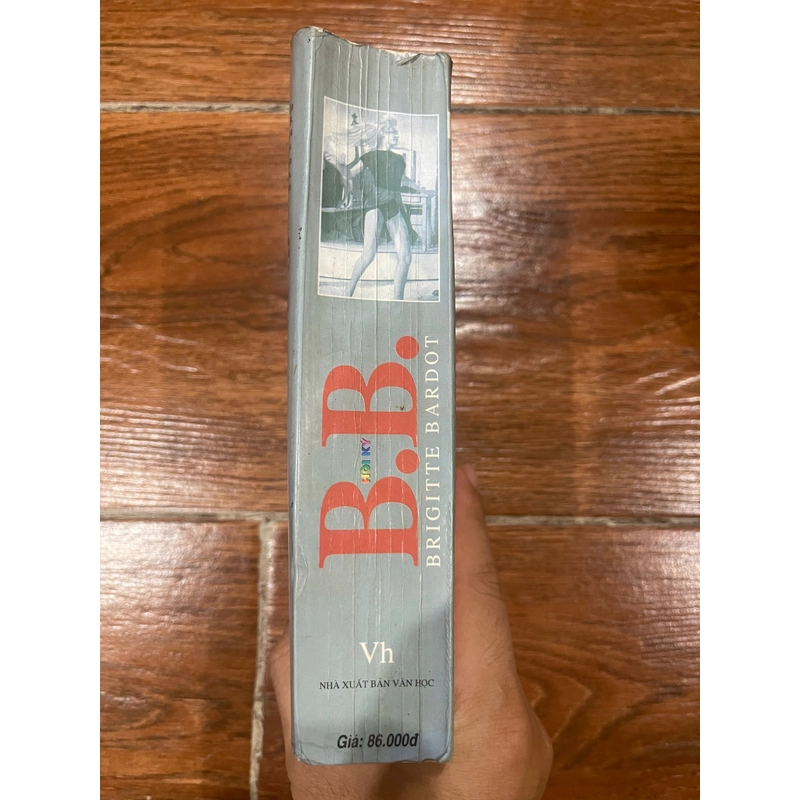 B.B.
HỒI KÝ
BRIGITTE BARDOT
Vh
NHÀ XUẤT BẢN VĂN HỌC
Giá: 86.000đ